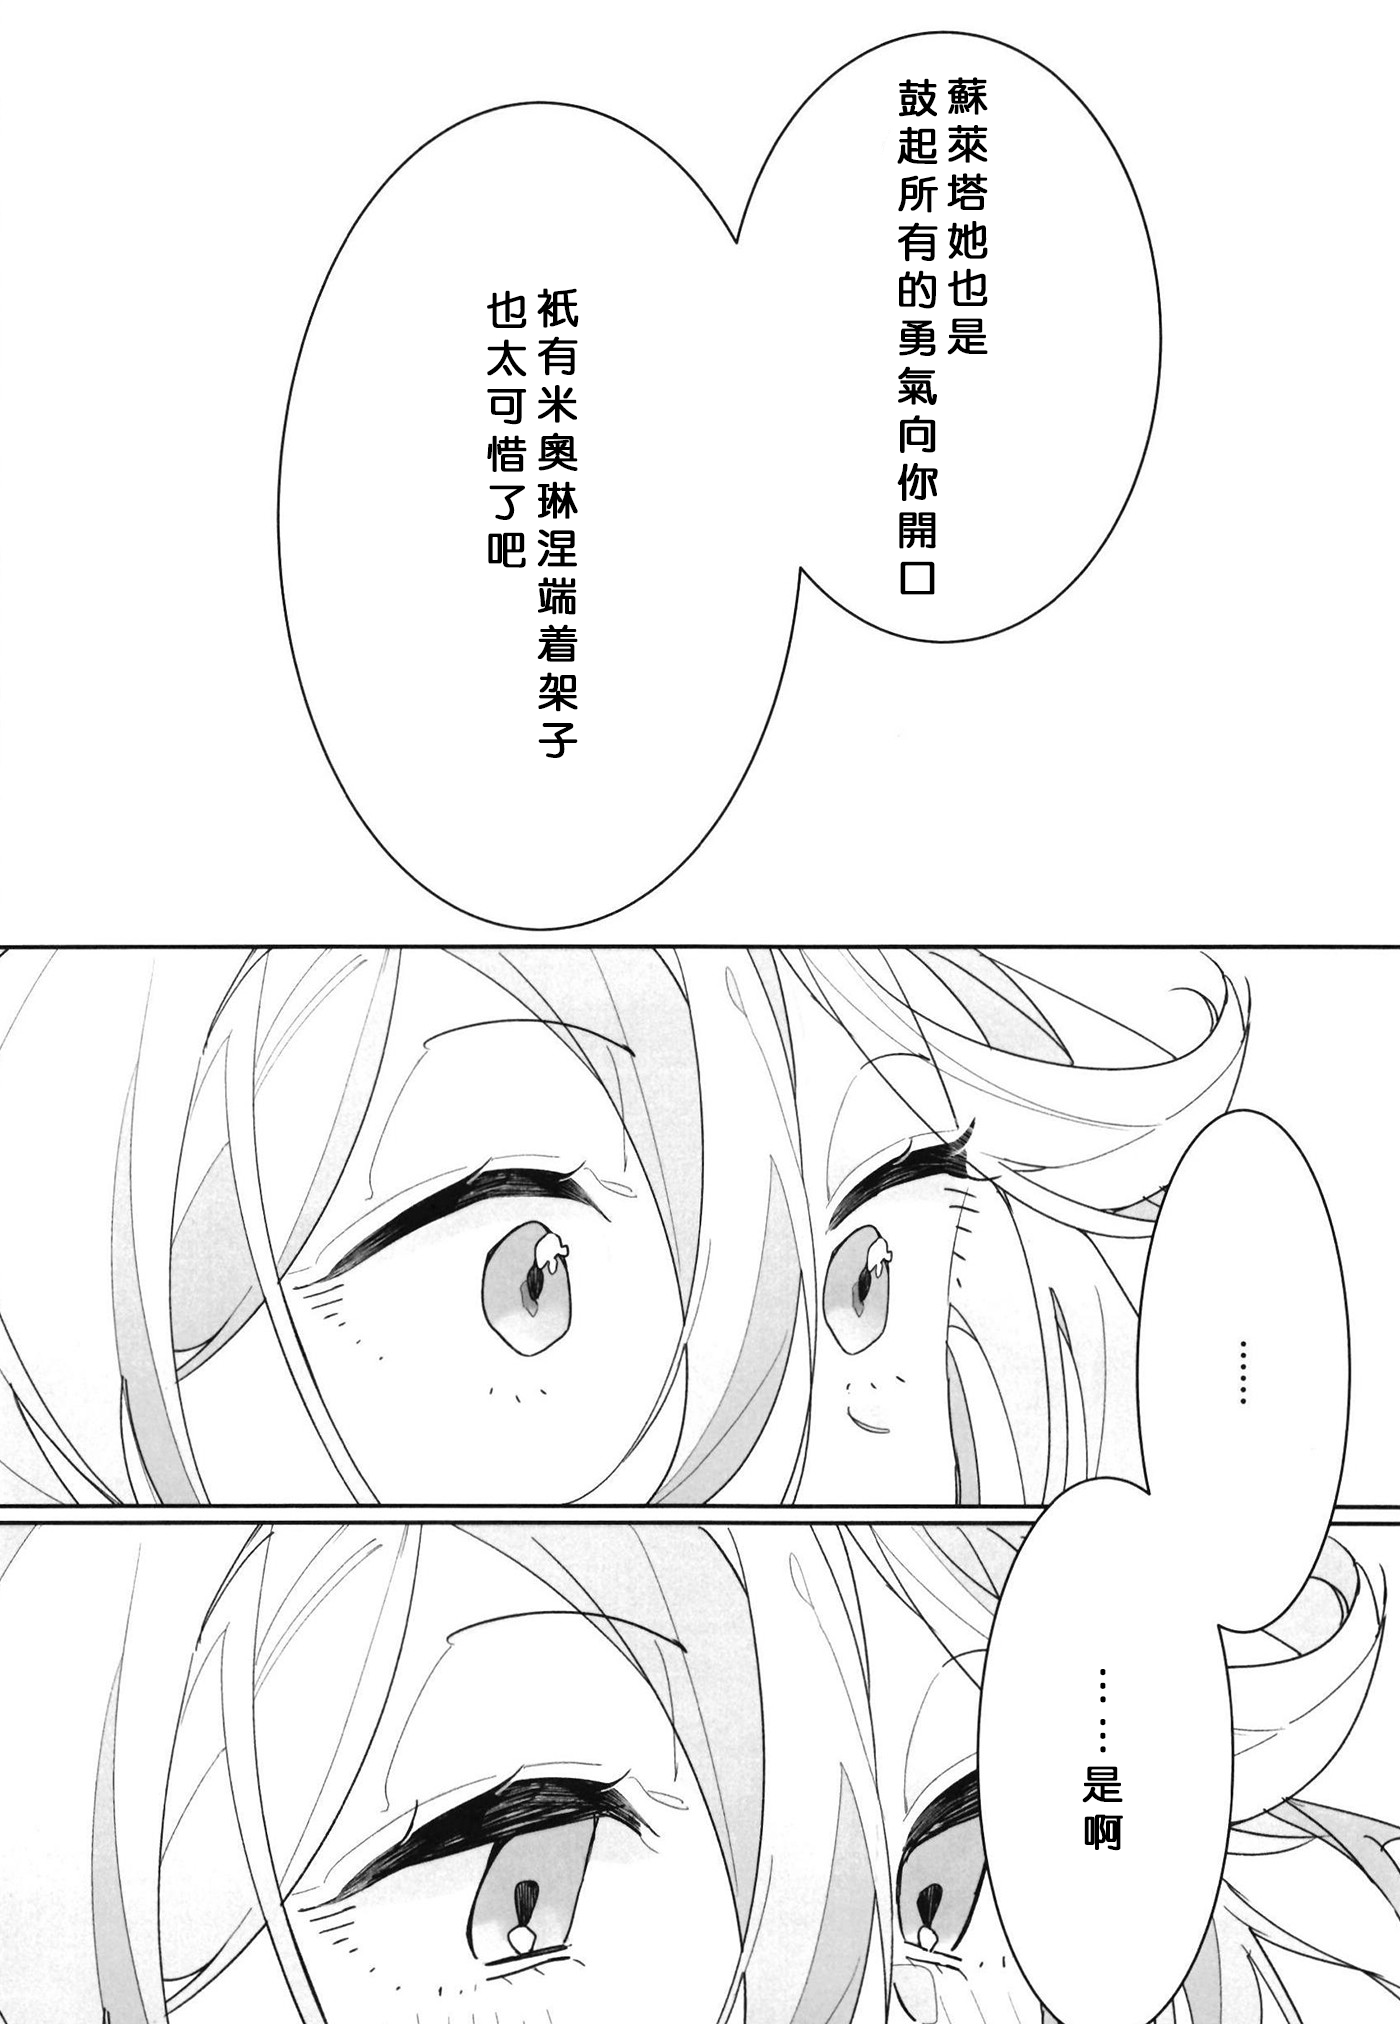 蘇萊塔她也是
鼓起所有的勇氣向你開口
衹有米奧琳涅端着架子
也太可惜了吧
……
……是啊